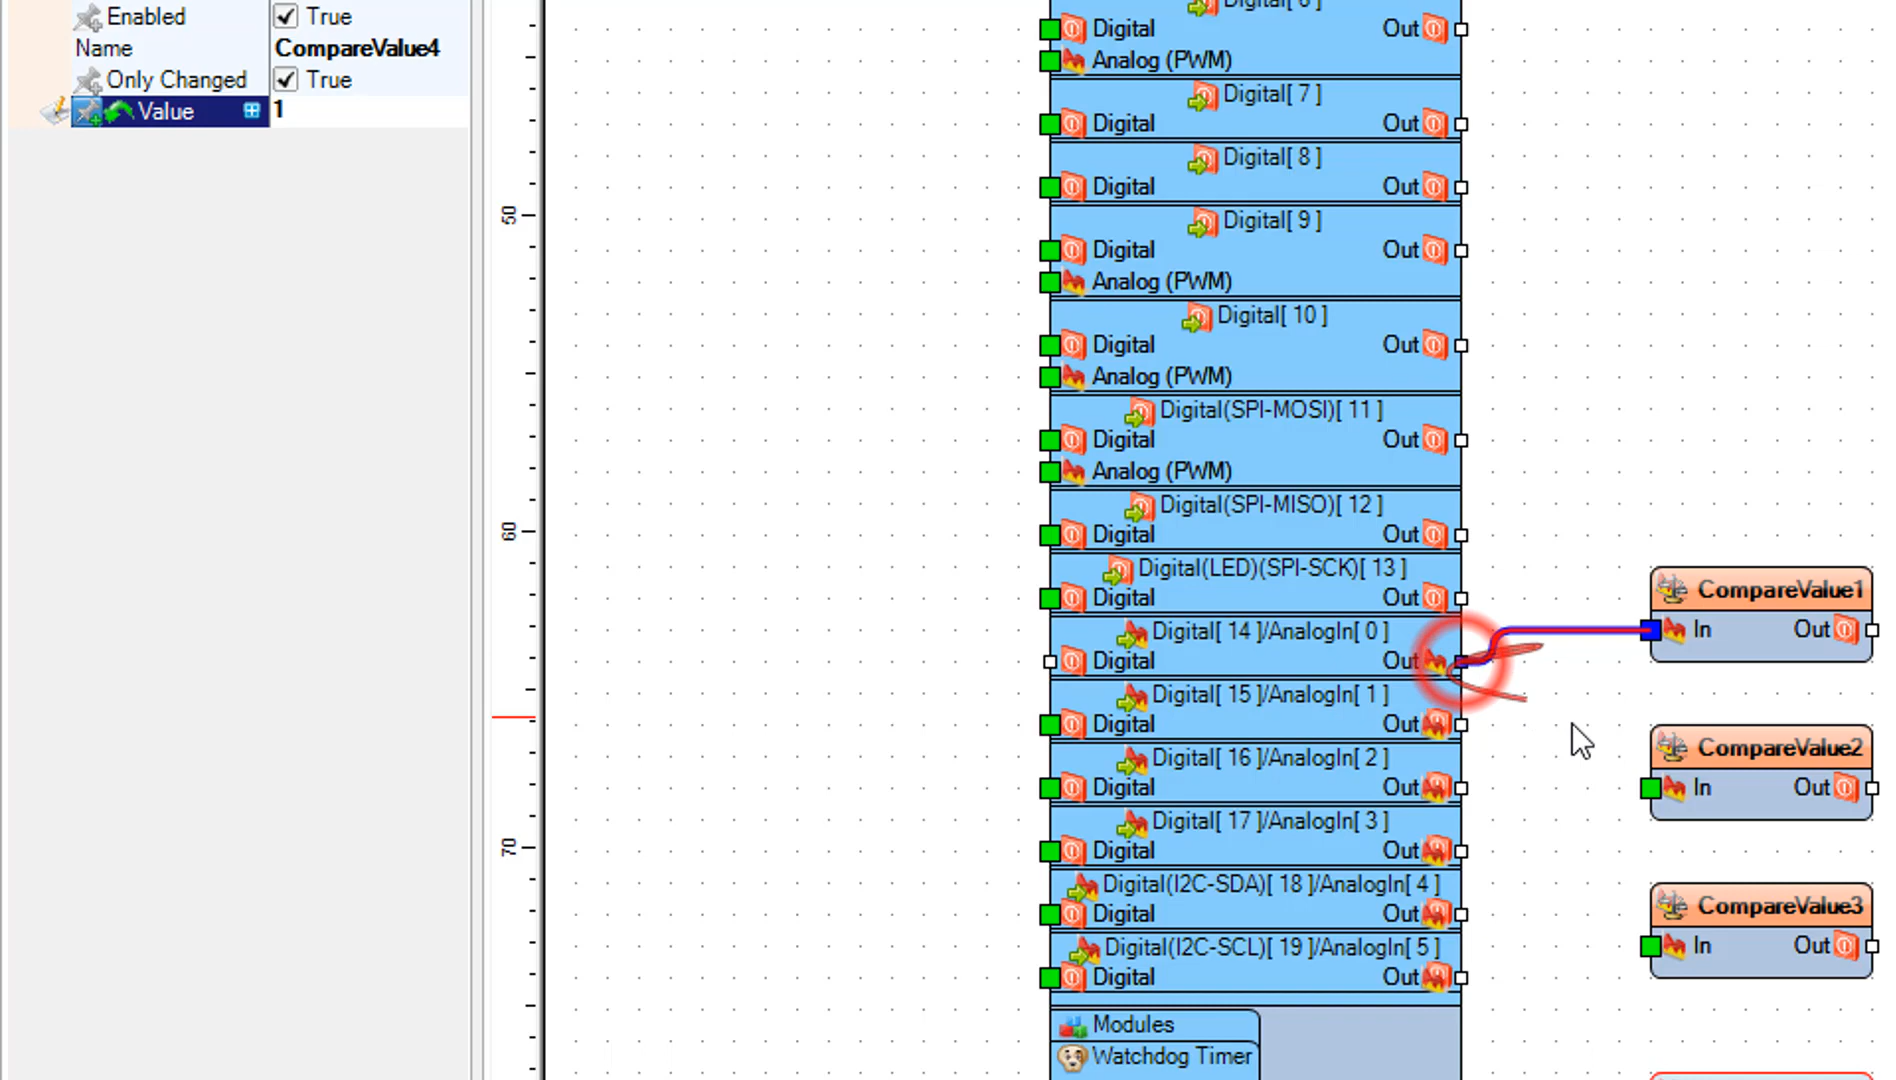 Enabled True
Name CompareValue4
Only Changed True
Value 1
50
60
70
Digital[ 6 ]
Digital Out
Analog (PWM)
Digital[ 7 ]
Digital Out
Digital[ 8 ]
Digital Out
Digital[ 9 ]
Digital Out
Analog (PWM)
Digital[ 10 ]
Digital Out
Analog (PWM)
Digital(SPI-MOSI)[ 11 ]
Digital Out
Analog (PWM)
Digital(SPI-MISO)[ 12 ]
Digital Out
Digital(LED)(SPI-SCK)[ 13 ]
Digital Out
Digital[ 14 ]/AnalogIn[ 0 ]
Digital Out
Digital[ 15 ]/AnalogIn[ 1 ]
Digital Out
Digital[ 16 ]/AnalogIn[ 2 ]
Digital Out
Digital[ 17 ]/AnalogIn[ 3 ]
Digital Out
Digital(I2C-SDA)[ 18 ]/AnalogIn[ 4 ]
Digital Out
Digital(I2C-SCL)[ 19 ]/AnalogIn[ 5 ]
Digital Out
Modules
Watchdog Timer
CompareValue1
In Out
CompareValue2
In Out
CompareValue3
In Out